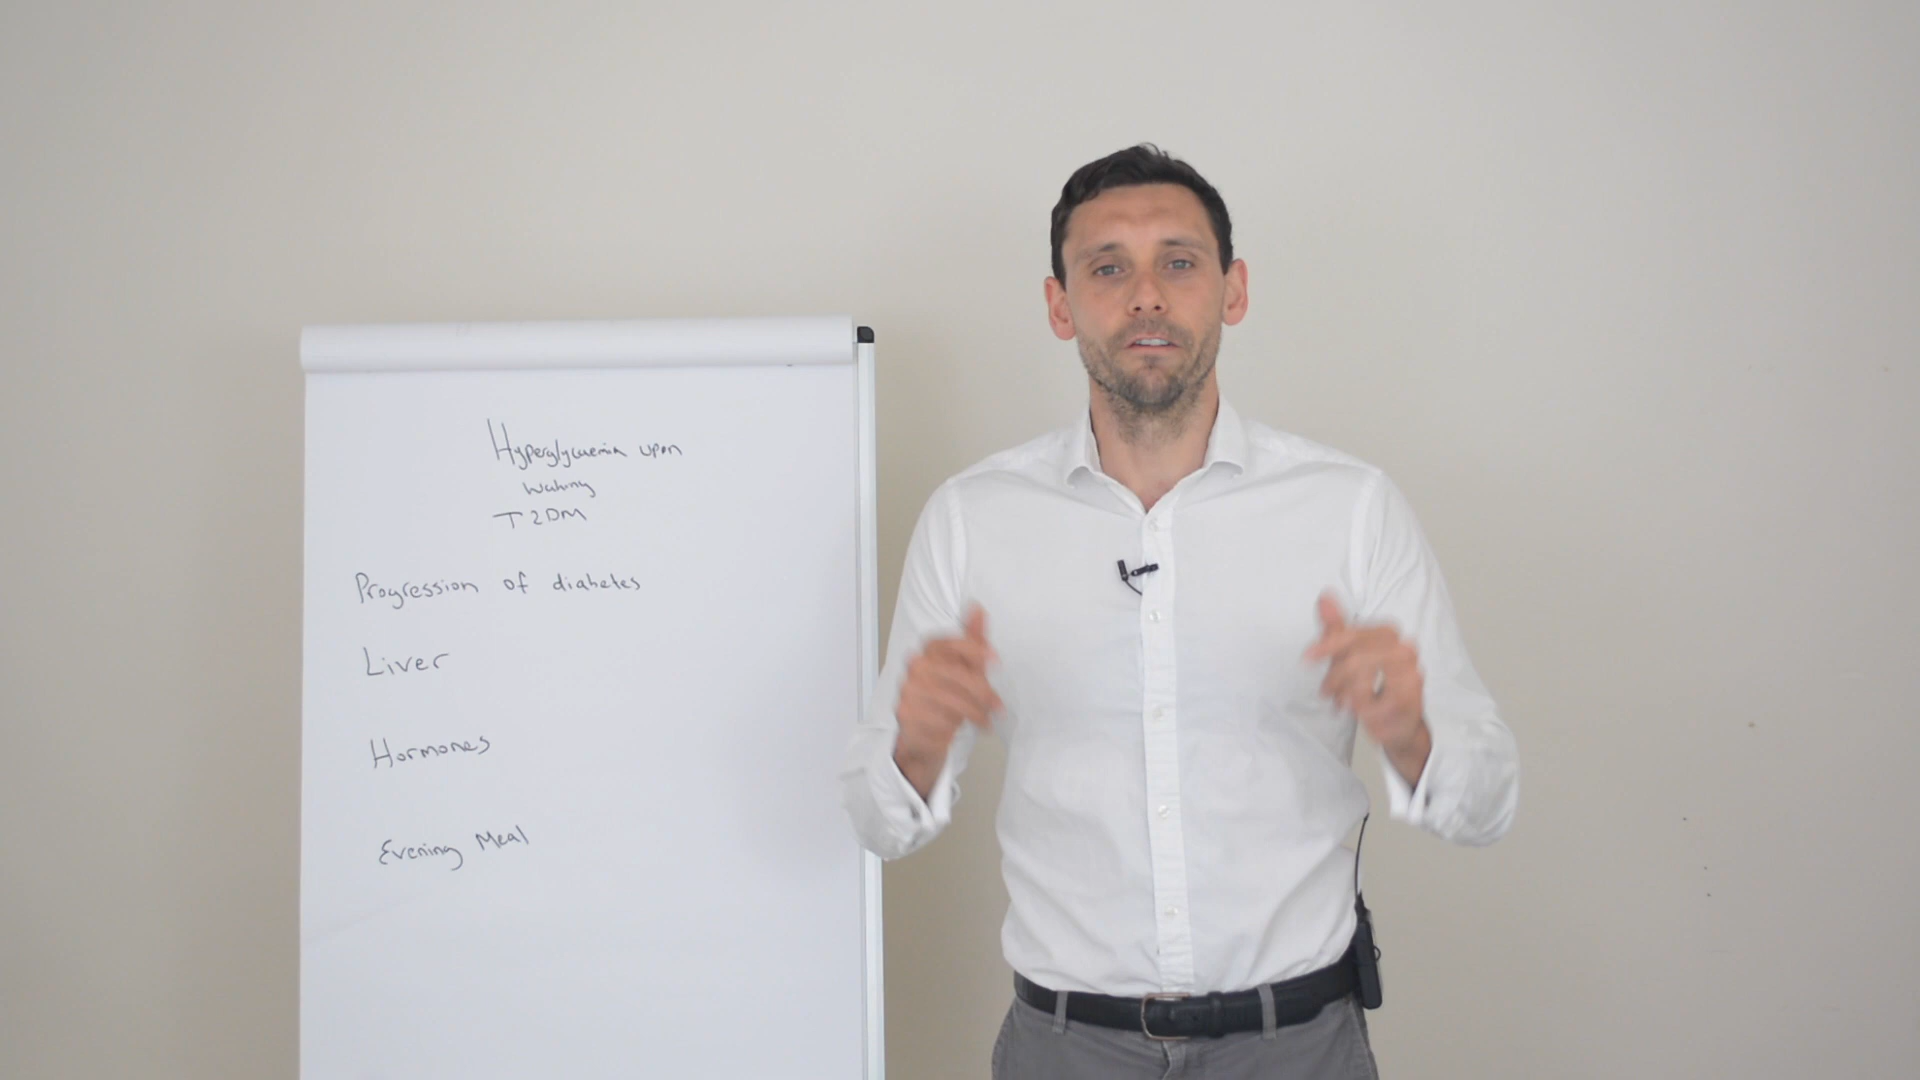 Hyperglycaemia upon
waking
T2DM
Progression of diabetes
Liver
Hormones
Evening Meal